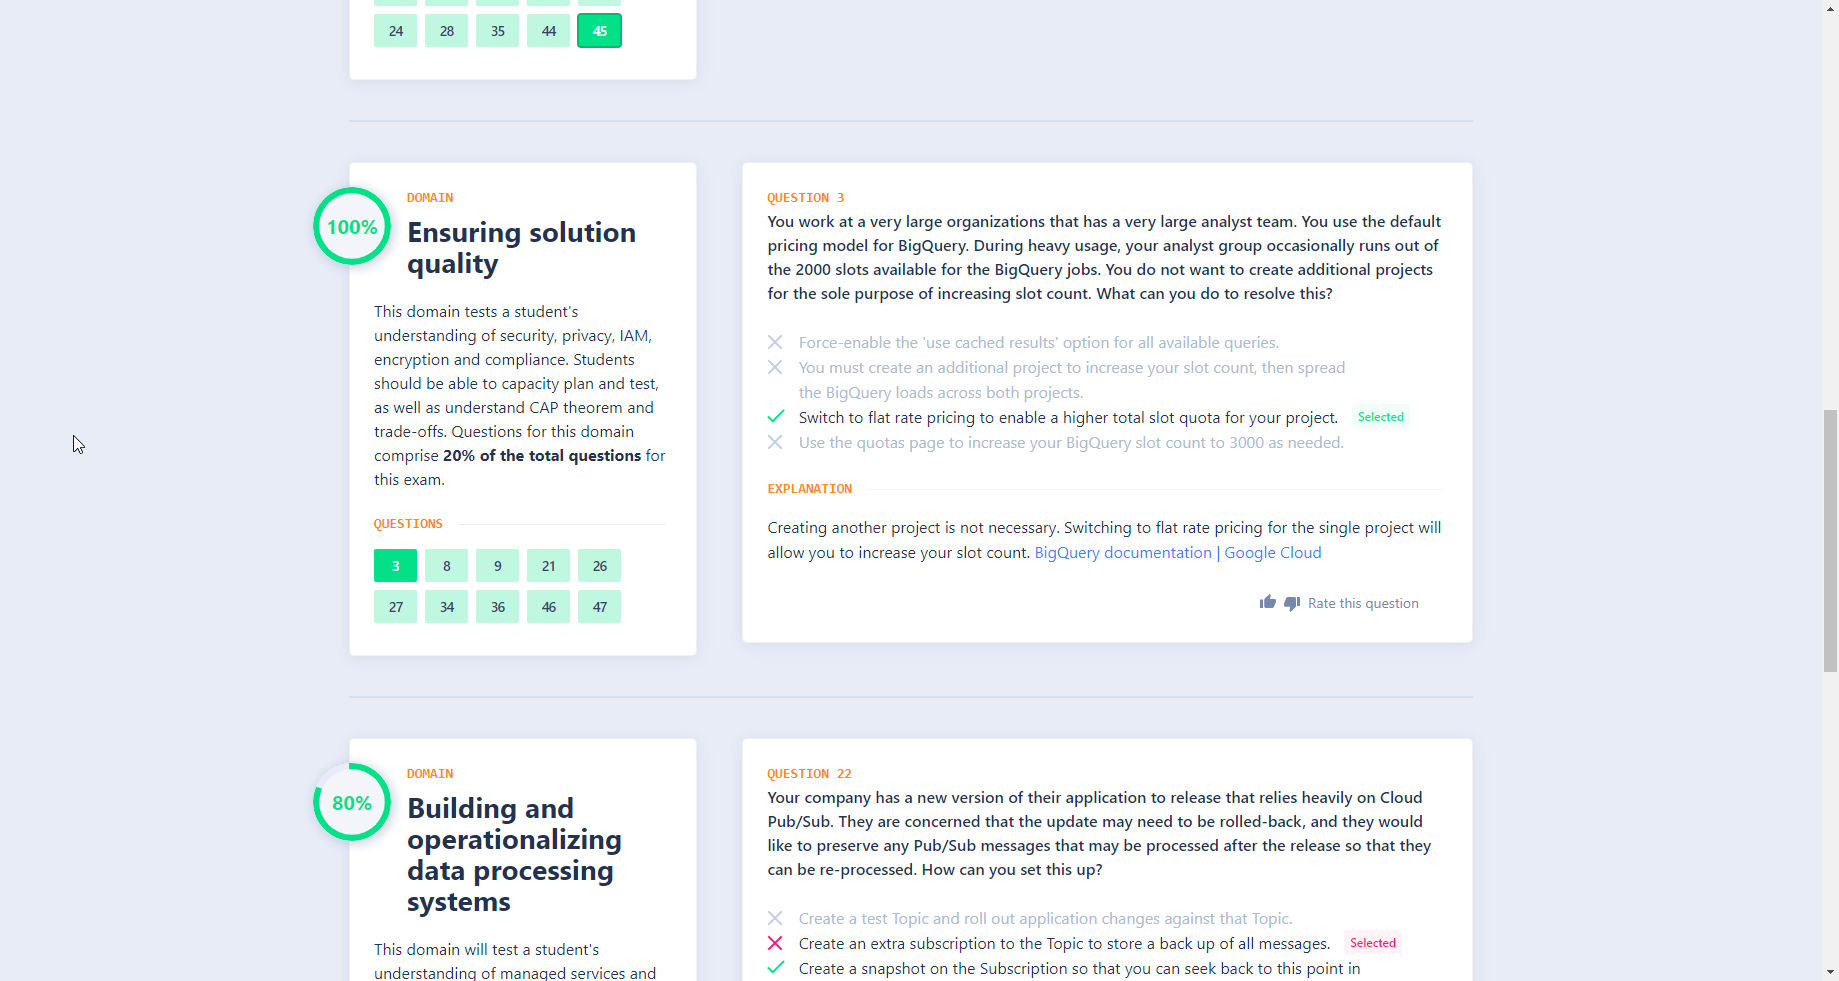 24 28 35 44 45
100%
DOMAIN
Ensuring solution
quality
This domain tests a student's
understanding of security, privacy, IAM,
encryption and compliance. Students
should be able to capacity plan and test,
as well as understand CAP theorem and
trade-offs. Questions for this domain
comprise 20% of the total questions for
this exam.
QUESTIONS
3 8 9 21 26
27 34 36 46 47
QUESTION 3
You work at a very large organizations that has a very large analyst team. You use the default
pricing model for BigQuery. During heavy usage, your analyst group occasionally runs out of
the 2000 slots available for the BigQuery jobs. You do not want to create additional projects
for the sole purpose of increasing slot count. What can you do to resolve this?
Force-enable the 'use cached results' option for all available queries.
You must create an additional project to increase your slot count, then spread
the BigQuery loads across both projects.
Switch to flat rate pricing to enable a higher total slot quota for your project. Selected
Use the quotas page to increase your BigQuery slot count to 3000 as needed.
EXPLANATION
Creating another project is not necessary. Switching to flat rate pricing for the single project will
allow you to increase your slot count. BigQuery documentation | Google Cloud
Rate this question
80%
DOMAIN
Building and
operationalizing
data processing
systems
This domain will test a student's
understanding of managed services and
QUESTION 22
Your company has a new version of their application to release that relies heavily on Cloud
Pub/Sub. They are concerned that the update may need to be rolled-back, and they would
like to preserve any Pub/Sub messages that may be processed after the release so that they
can be re-processed. How can you set this up?
Create a test Topic and roll out application changes against that Topic.
Create an extra subscription to the Topic to store a back up of all messages. Selected
Create a snapshot on the Subscription so that you can seek back to this point in